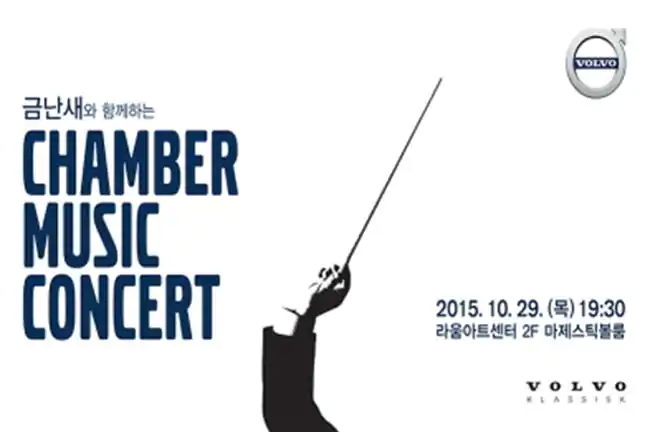 VOLVO
금난새와 함께하는
CHAMBER
MUSIC
CONCERT
2015. 10. 29. (목) 19:30
라움아트센터 2F 마제스틱볼룸
VOLVO
KLASSISK